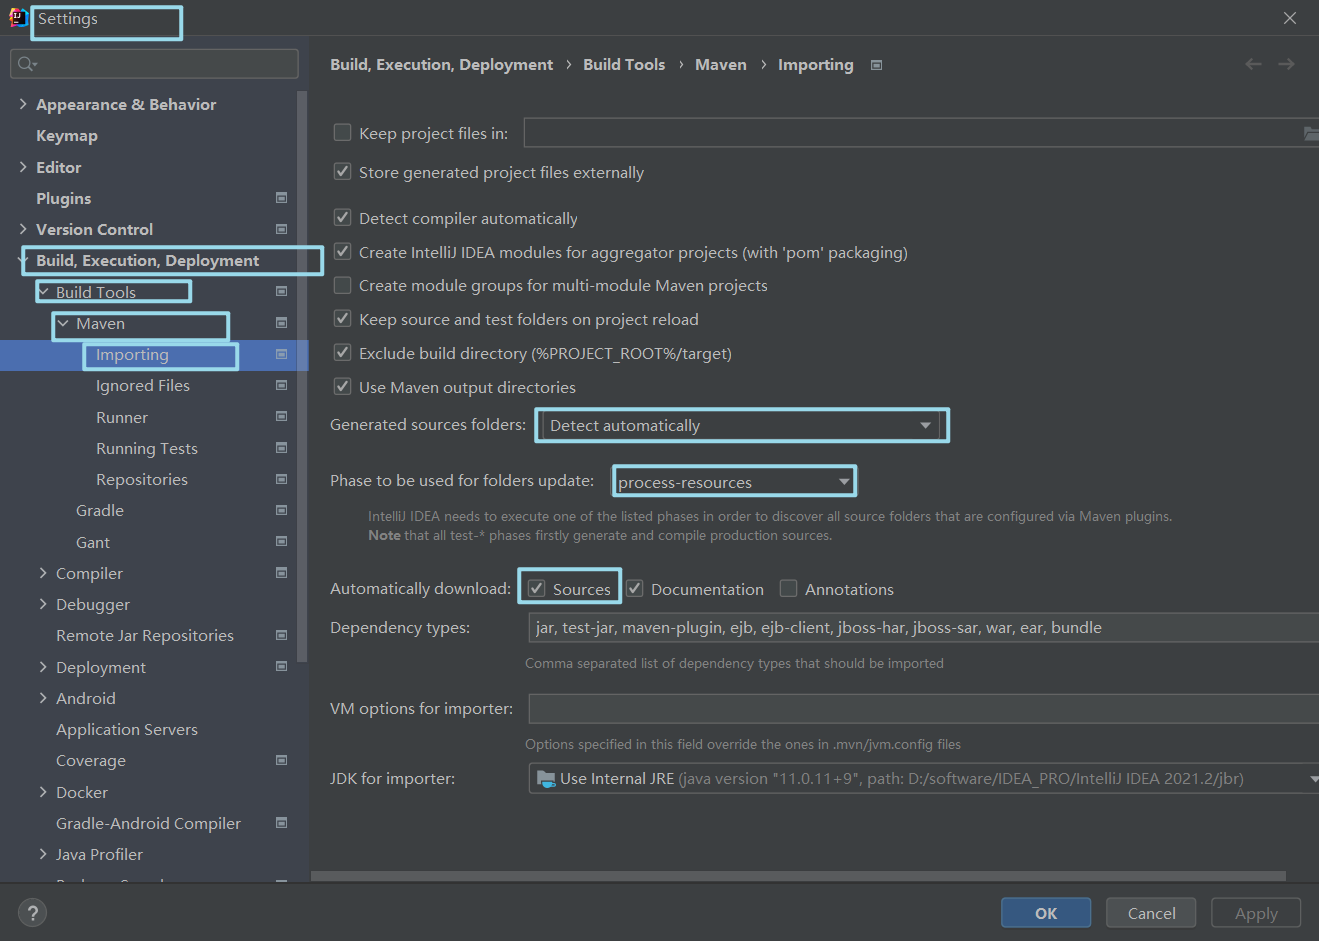 Settings
Appearance & Behavior
Keymap
Editor
Plugins
Version Control
Build, Execution, Deployment
Build Tools
Maven
Importing
Ignored Files
Runner
Running Tests
Repositories
Gradle
Gant
Compiler
Debugger
Remote Jar Repositories
Deployment
Android
Application Servers
Coverage
Docker
Gradle-Android Compiler
Java Profiler
Build, Execution, Deployment › Build Tools › Maven › Importing
Keep project files in:
Store generated project files externally
Detect compiler automatically
Create IntelliJ IDEA modules for aggregator projects (with 'pom' packaging)
Create module groups for multi-module Maven projects
Keep source and test folders on project reload
Exclude build directory (%PROJECT_ROOT%/target)
Use Maven output directories
Generated sources folders: Detect automatically
Phase to be used for folders update: process-resources
IntelliJ IDEA needs to execute one of the listed phases in order to discover all source folders that are configured via Maven plugins.
Note that all test-* phases firstly generate and compile production sources.
Automatically download: Sources Documentation Annotations
Dependency types: jar, test-jar, maven-plugin, ejb, ejb-client, jboss-har, jboss-sar, war, ear, bundle
Comma separated list of dependency types that should be imported
VM options for importer:
Options specified in this field override the ones in .mvn/jvm.config files
JDK for importer: Use Internal JRE (java version "11.0.11+9", path: D:/software/IDEA_PRO/IntelliJ IDEA 2021.2/jbr)
? OK Cancel Apply